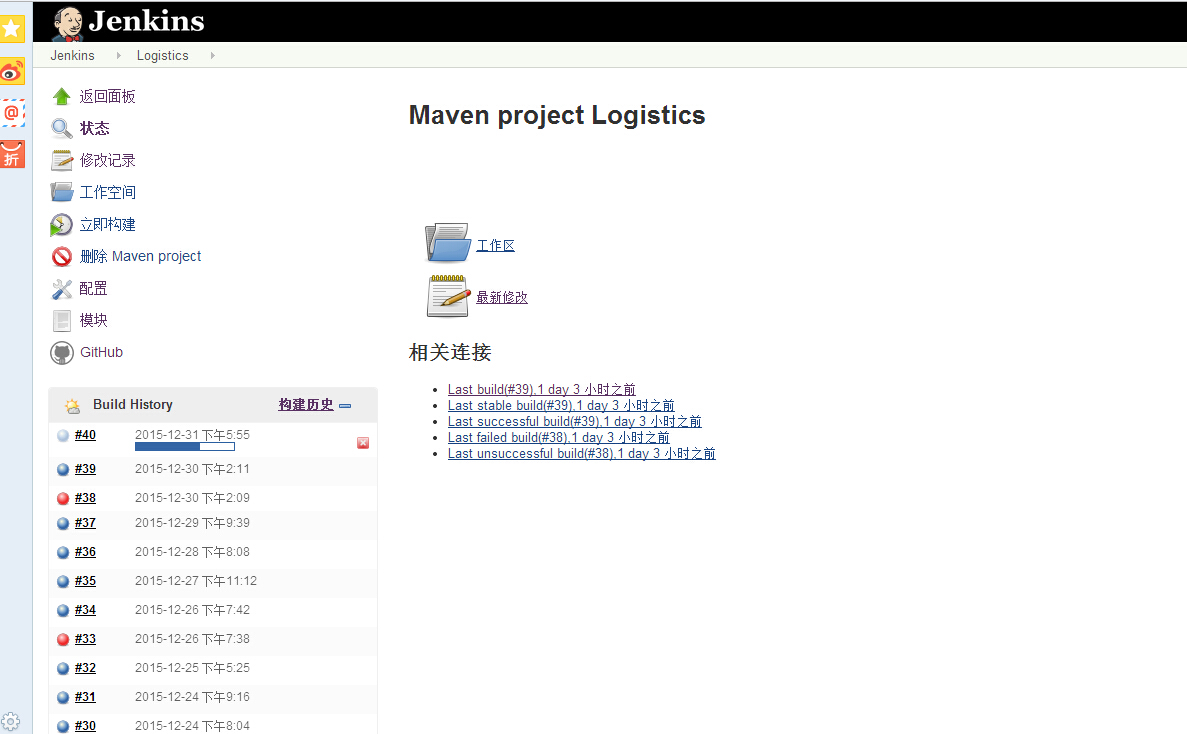 Jenkins
Jenkins Logistics
返回面板
状态
修改记录
工作空间
立即构建
删除 Maven project
配置
模块
GitHub
Build History 构建历史
#40 2015-12-31 下午5:55
#39 2015-12-30 下午2:11
#38 2015-12-30 下午2:09
#37 2015-12-29 下午9:39
#36 2015-12-28 下午8:08
#35 2015-12-27 下午11:12
#34 2015-12-26 下午7:42
#33 2015-12-26 下午7:38
#32 2015-12-25 下午5:25
#31 2015-12-24 下午9:16
#30 2015-12-24 下午8:04
Maven project Logistics
工作区
最新修改
相关连接
Last build(#39),1 day 3 小时之前
Last stable build(#39),1 day 3 小时之前
Last successful build(#39),1 day 3 小时之前
Last failed build(#38),1 day 3 小时之前
Last unsuccessful build(#38),1 day 3 小时之前
@
折